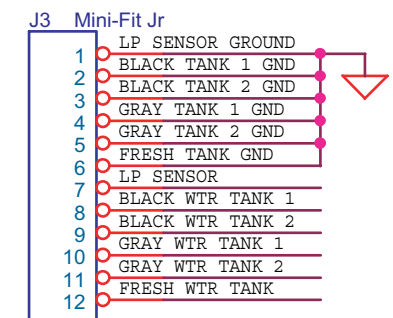 J3 Mini-Fit Jr
1 LP SENSOR GROUND
2 BLACK TANK 1 GND
3 BLACK TANK 2 GND
4 GRAY TANK 1 GND
5 GRAY TANK 2 GND
6 FRESH TANK GND
7 LP SENSOR
8 BLACK WTR TANK 1
9 BLACK WTR TANK 2
10 GRAY WTR TANK 1
11 GRAY WTR TANK 2
12 FRESH WTR TANK